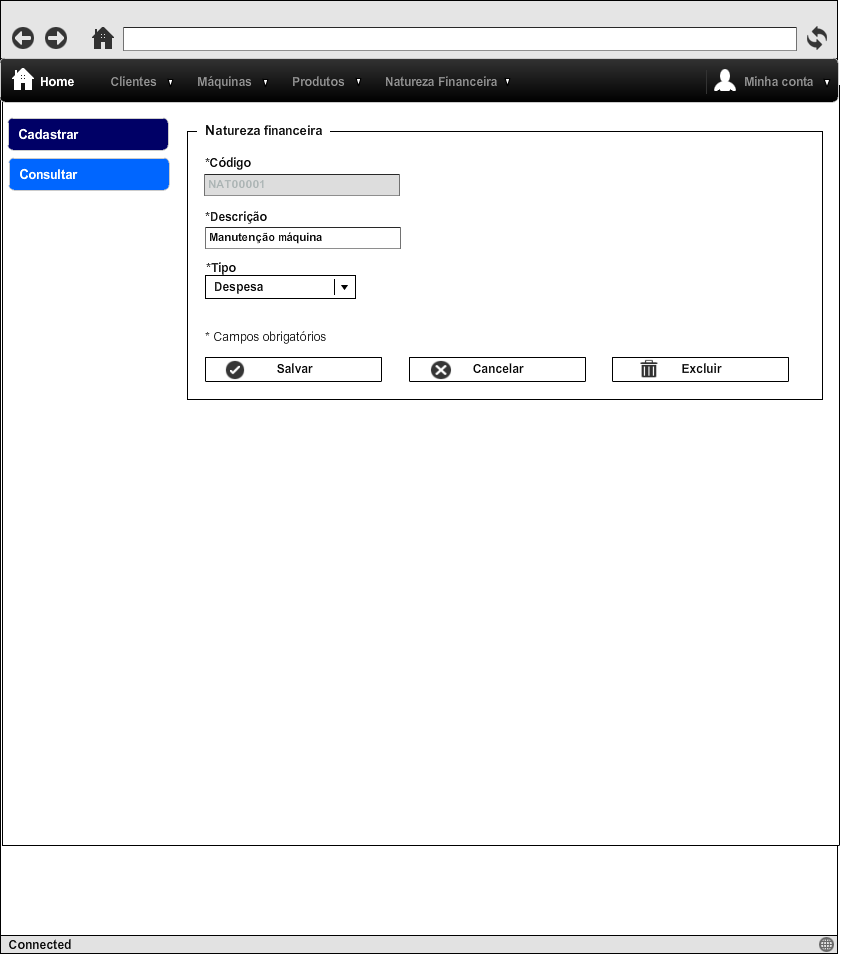 Home Clientes Máquinas Produtos Natureza Financeira Minha conta
Cadastrar
Consultar
Natureza financeira
*Código
NAT00001
*Descrição
Manutenção máquina
*Tipo
Despesa
* Campos obrigatórios
Salvar Cancelar Excluir
Connected